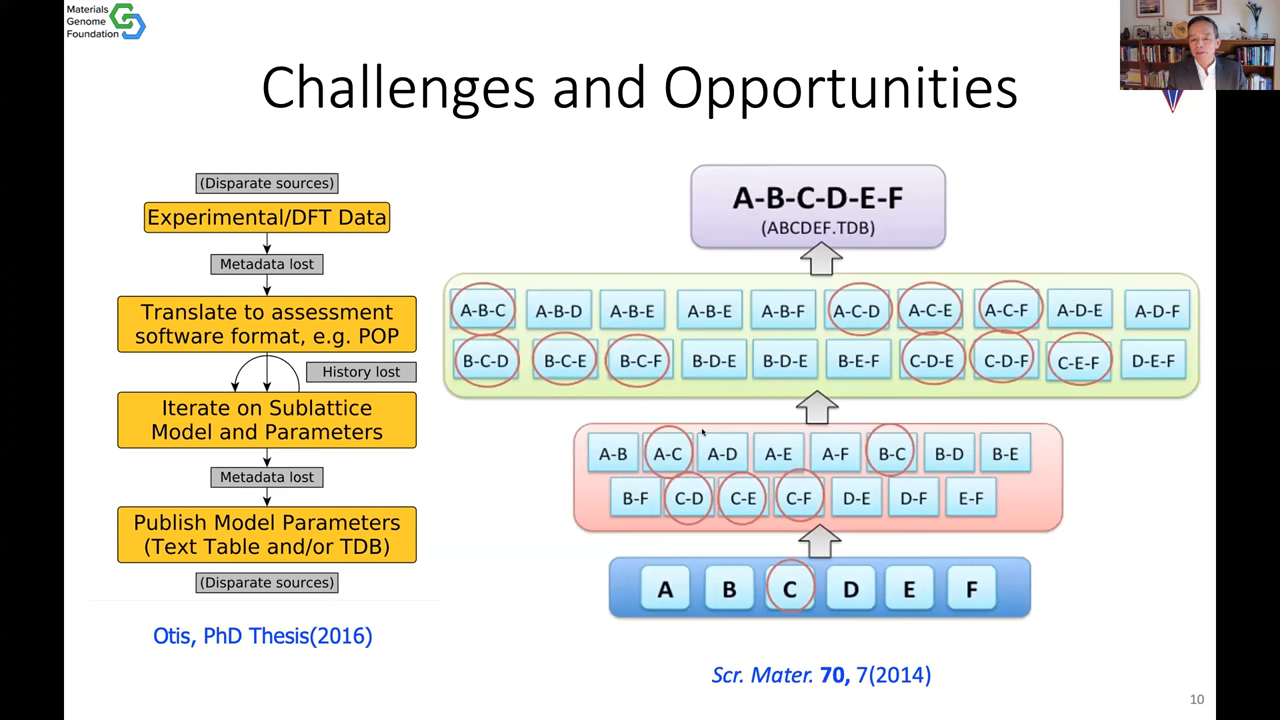 Materials
Genome
Foundation
Challenges and Opportunities
(Disparate sources)
Experimental/DFT Data
Metadata lost
Translate to assessment
software format, e.g. POP
History lost
Iterate on Sublattice
Model and Parameters
Metadata lost
Publish Model Parameters
(Text Table and/or TDB)
(Disparate sources)
Otis, PhD Thesis(2016)
A-B-C-D-E-F
(ABCDEF.TDB)
A-B-C A-B-D A-B-E A-B-E A-B-F A-C-D A-C-E A-C-F A-D-E A-D-F
B-C-D B-C-E B-C-F B-D-E B-D-E B-E-F C-D-E C-D-F C-E-F D-E-F
A-B A-C A-D A-E A-F B-C B-D B-E
B-F C-D C-E C-F D-E D-F E-F
A B C D E F
Scr. Mater. 70, 7(2014)
10